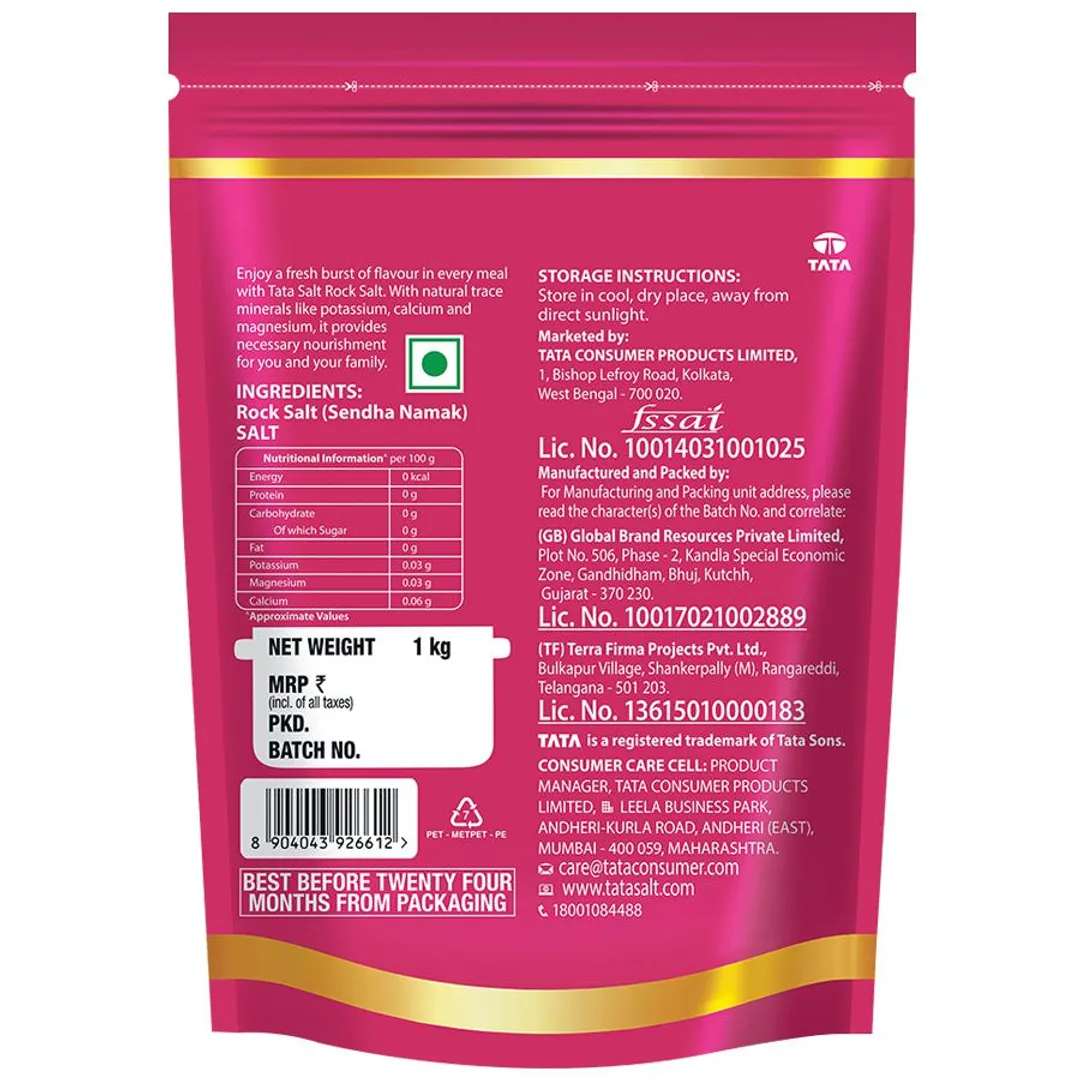 TATA
Enjoy a fresh burst of flavour in every meal
with Tata Salt Rock Salt. With natural trace
minerals like potassium, calcium and
magnesium, it provides
necessary nourishment
for you and your family.
INGREDIENTS:
Rock Salt (Sendha Namak)
SALT
Nutritional Information^ per 100 g
Energy 0 kcal
Protein 0 g
Carbohydrate 0 g
Of which Sugar 0 g
Fat 0 g
Potassium 0.03 g
Magnesium 0.03 g
Calcium 0.06 g
^Approximate Values
NET WEIGHT 1 kg
MRP ₹
(incl. of all taxes)
PKD.
BATCH NO.
8 904043 926612 >
7
PET - METPET - PE
BEST BEFORE TWENTY FOUR
MONTHS FROM PACKAGING
STORAGE INSTRUCTIONS:
Store in cool, dry place, away from
direct sunlight.
Marketed by:
TATA CONSUMER PRODUCTS LIMITED,
1, Bishop Lefroy Road, Kolkata,
West Bengal - 700 020.
fssai
Lic. No. 10014031001025
Manufactured and Packed by:
For Manufacturing and Packing unit address, please
read the character(s) of the Batch No. and correlate:
(GB) Global Brand Resources Private Limited,
Plot No. 506, Phase - 2, Kandla Special Economic
Zone, Gandhidham, Bhuj, Kutchh,
Gujarat - 370 230.
Lic. No. 10017021002889
(TF) Terra Firma Projects Pvt. Ltd.,
Bulkapur Village, Shankerpally (M), Rangareddi,
Telangana - 501 203.
Lic. No. 13615010000183
TATA is a registered trademark of Tata Sons.
CONSUMER CARE CELL: PRODUCT
MANAGER, TATA CONSUMER PRODUCTS
LIMITED, LEELA BUSINESS PARK,
ANDHERI-KURLA ROAD, ANDHERI (EAST),
MUMBAI - 400 059, MAHARASHTRA.
care@tataconsumer.com
www.tatasalt.com
18001084488